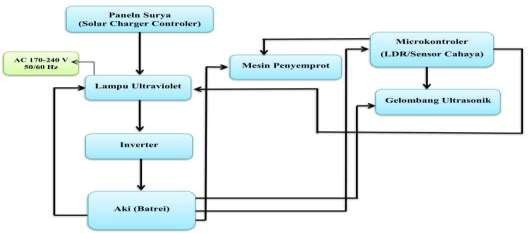 Paneln Surya
(Solar Charger Controler)
AC 170-240 V
50/60 Hz
Lampu Ultraviolet
Mesin Penyemprot
Microkontroler
(LDR/Sensor Cahaya)
Gelombang Ultrasonik
Inverter
Aki (Batrei)